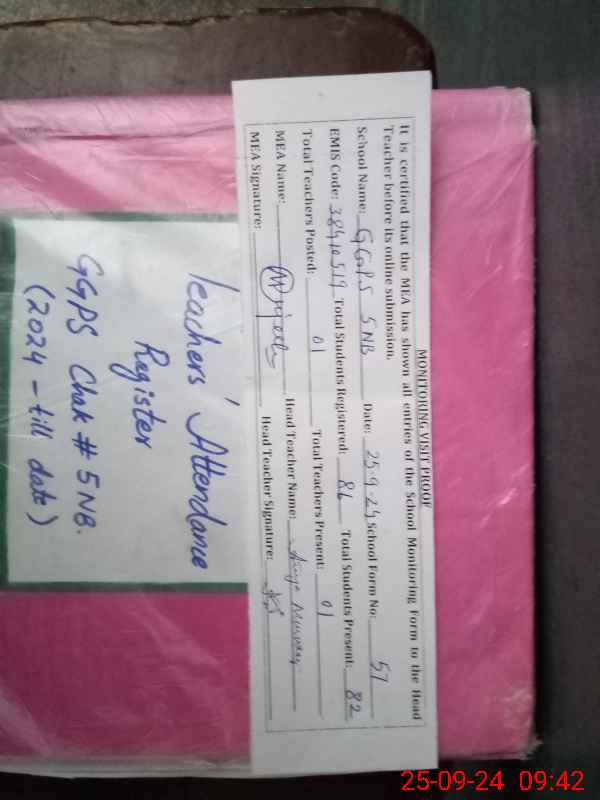 MONITORING VISIT PROOF
It is certified that the MEA has shown all entries of the School Monitoring Form to the Head
Teacher before its online submission.
School Name: GGPS 5NB Date: 25-9-24 School Form No: 57
EMIS Code: 38410519 Total Students Registered: 86 Total Students Present: 82
Total Teachers Posted: 01 Total Teachers Present: 01
MEA Name: Head Teacher Name:
MEA Signature: Head Teacher Signature:
Teachers' Attendance
Register
GGPS Chak # 5NB.
(2024 - till date)
25-09-24 09:42